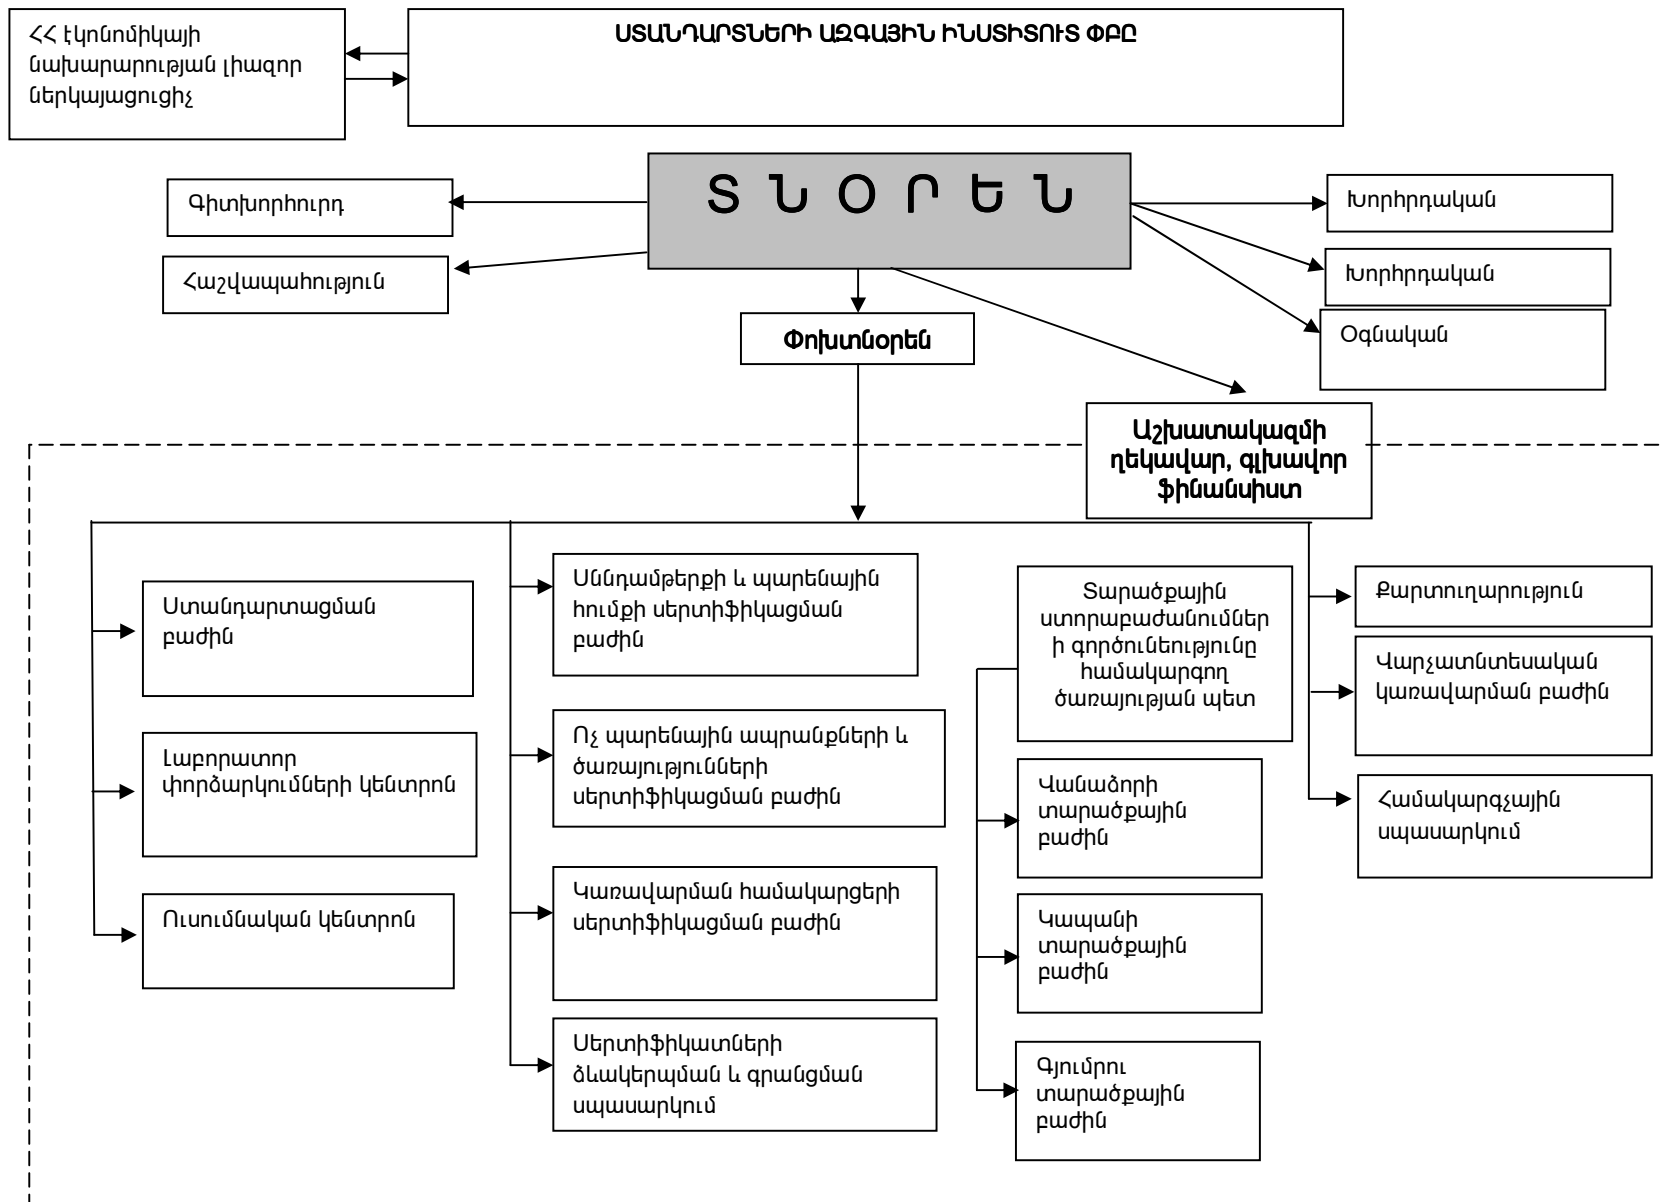 ՀՀ էկոնոմիկայի
նախարարության լիազոր
ներկայացուցիչ
ՍՏԱՆԴԱՐՏՆԵՐԻ ԱԶԳԱՅԻՆ ԻՆՍՏԻՏՈՒՏ ՓԲԸ
Տ Ն Օ Ր Ե Ն
Գիտխորհուրդ
Հաշվապահություն
Խորհրդական
Խորհրդական
Օգնական
Փոխտնօրեն
Աշխատակազմի
ղեկավար, գլխավոր
ֆինանսիստ
Ստանդարտացման
բաժին
Լաբորատոր
փորձարկումների կենտրոն
Ուսումնական կենտրոն
Սննդամթերքի և պարենային
հումքի սերտիֆիկացման
բաժին
Ոչ պարենային ապրանքների և
ծառայությունների
սերտիֆիկացման բաժին
Կառավարման համակարցերի
սերտիֆիկացման բաժին
Սերտիֆիկատների
ձևակերպման և գրանցման
սպասարկում
Տարածքային
ստորաբաժանումներ
ի գործունեությունը
համակարգող
ծառայության պետ
Վանաձորի
տարածքային
բաժին
Կապանի
տարածքային
բաժին
Գյումրու
տարածքային
բաժին
Քարտուղարություն
Վարչատնտեսական
կառավարման բաժին
Համակարգչային
սպասարկում